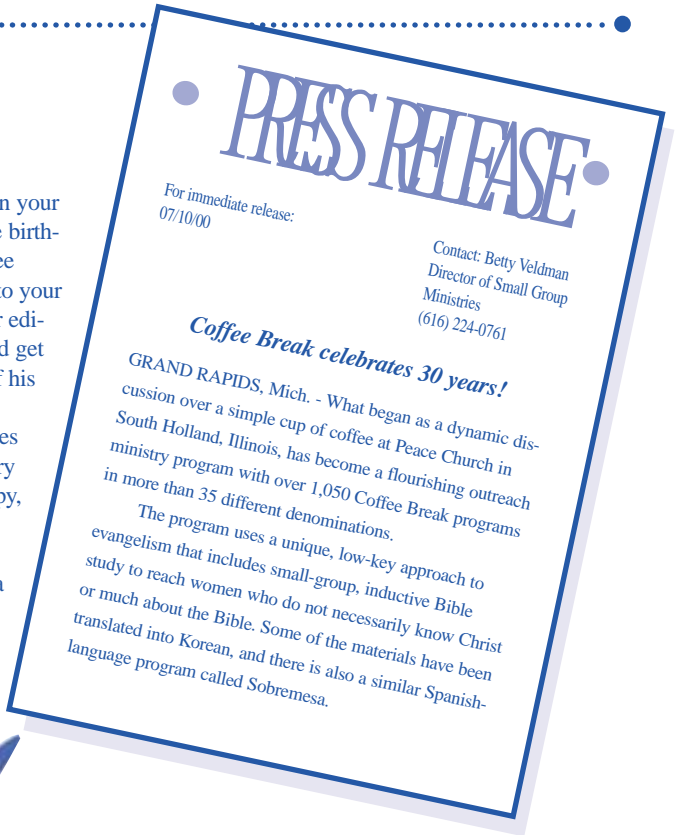 n your
e birth-
ee
to your
r edi-
d get
f his
es
ry
py,
a
PRESS RELEASE
For immediate release:
07/10/00
Contact: Betty Veldman
Director of Small Group
Ministries
(616) 224-0761
Coffee Break celebrates 30 years!
GRAND RAPIDS, Mich. - What began as a dynamic dis-
cussion over a simple cup of coffee at Peace Church in
South Holland, Illinois, has become a flourishing outreach
ministry program with over 1,050 Coffee Break programs
in more than 35 different denominations.
The program uses a unique, low-key approach to
evangelism that includes small-group, inductive Bible
study to reach women who do not necessarily know Christ
or much about the Bible. Some of the materials have been
translated into Korean, and there is also a similar Spanish-
language program called Sobremesa.